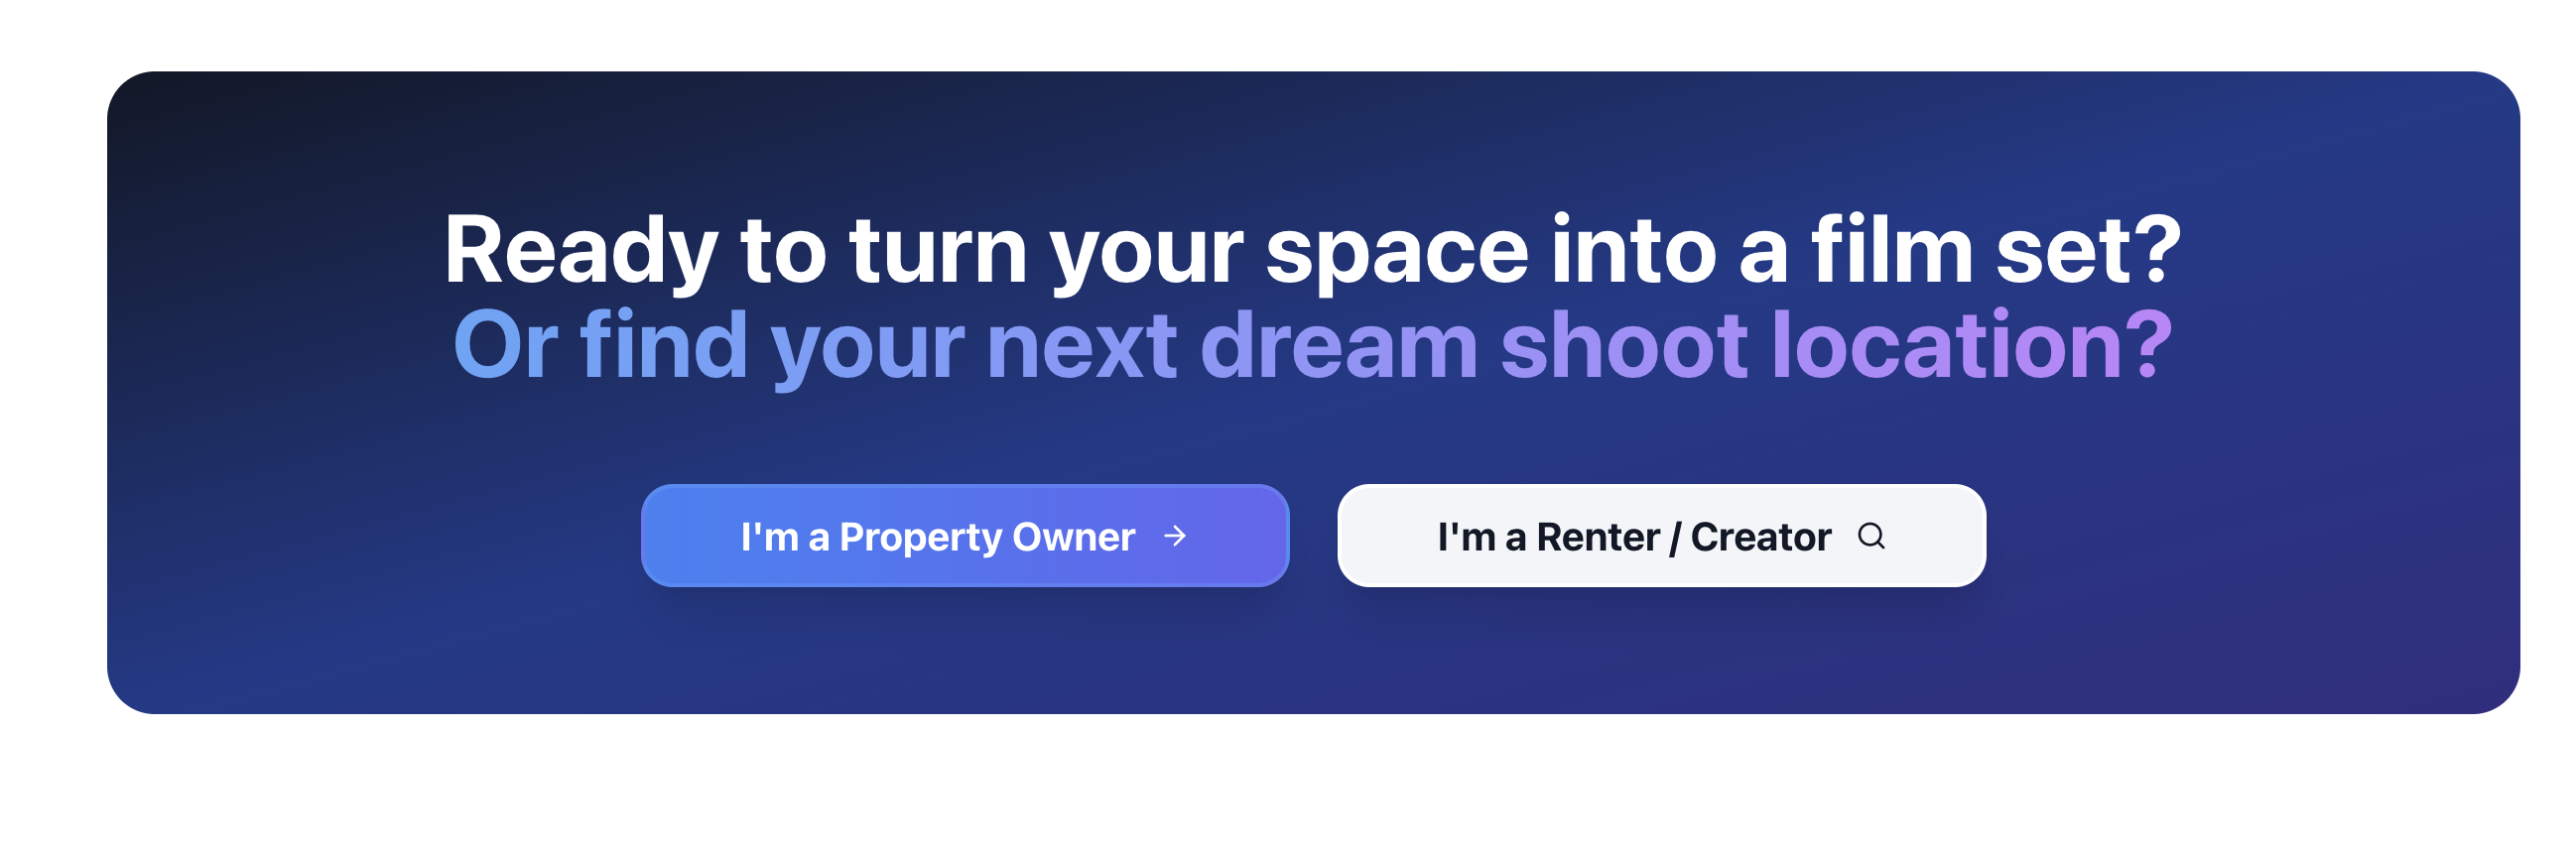 Ready to turn your space into a film set?
Or find your next dream shoot location?
I'm a Property Owner
I'm a Renter / Creator